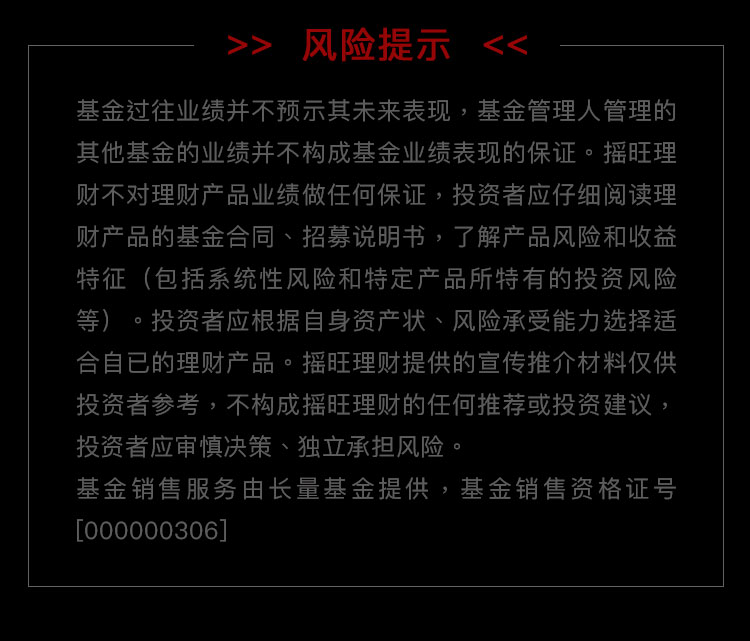 >> 风险提示 <<
基金过往业绩并不预示其未来表现，基金管理人管理的
其他基金的业绩并不构成基金业绩表现的保证。摇旺理
财不对理财产品业绩做任何保证，投资者应仔细阅读理
财产品的基金合同、招募说明书，了解产品风险和收益
特征（包括系统性风险和特定产品所特有的投资风险
等）。投资者应根据自身资产状、风险承受能力选择适
合自已的理财产品。摇旺理财提供的宣传推介材料仅供
投资者参考，不构成摇旺理财的任何推荐或投资建议，
投资者应审慎决策、独立承担风险。
基金销售服务由长量基金提供，基金销售资格证号
[000000306]